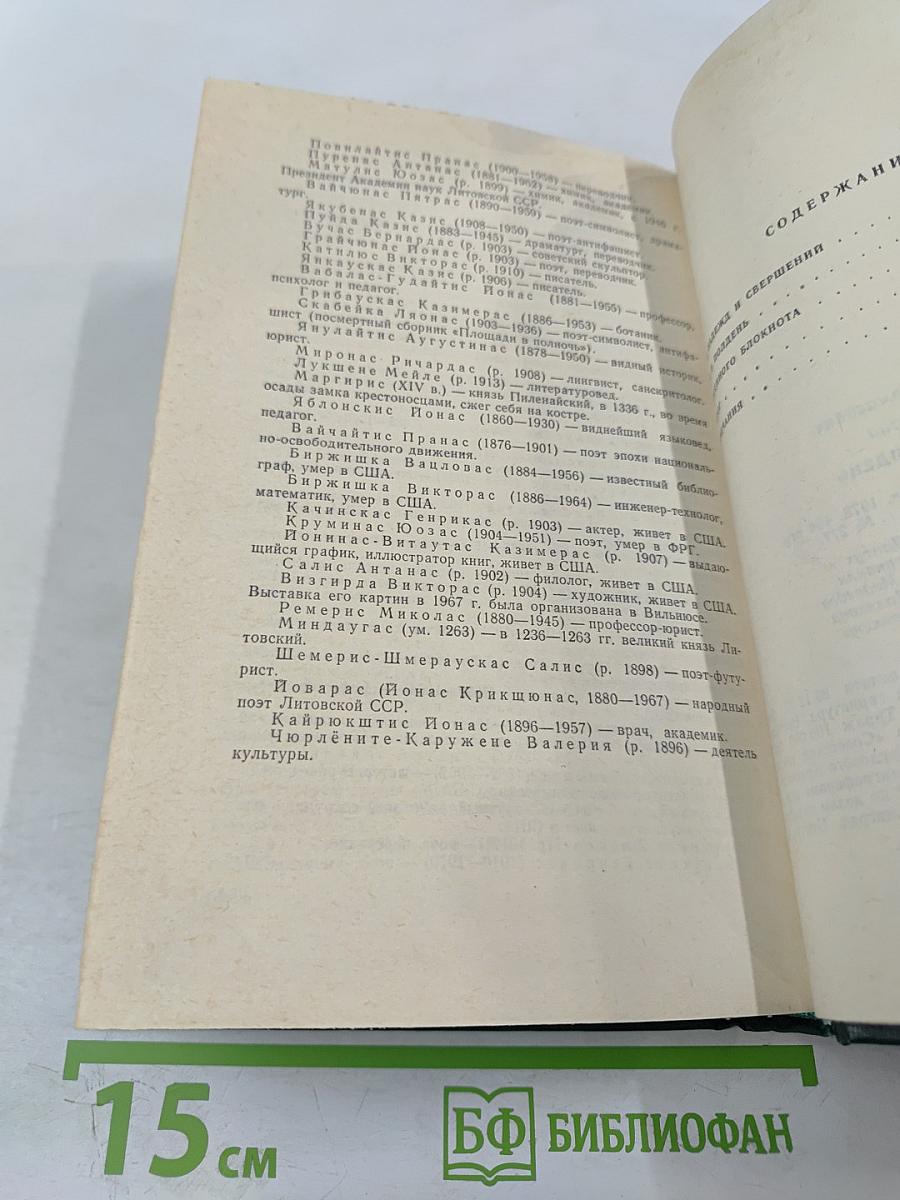 Повилайтис Пранас (1900—1958) — переводчик.
Пуренас Антанас (1881—1962) — химик, академик.
Матулис Юозас (р. 1899) — химик, академик, с 1946 г.
Президент Академии наук Литовской ССР.
Вайчюнас Пятрас (1890—1959) — поэт-символист, драма-
тург.
Якубенас Казис (1908—1950) — поэт-антифашист.
Пуйда Казис (1883—1945) — драматург, переводчик.
Бучас Бернардас (р. 1903) — советский скульптор.
Грайчюнас Йонас (р. 1903) — поэт, переводчик.
Катилюс Викторас (р. 1910) — писатель.
Янкаускас Казис (р. 1906) — писатель.
Вабалас-Гудайтис Йонас (1881—1955) — профессор,
психолог и педагог.
Грибаускас Казимерас (1886—1953) — ботаник.
Скабейка Ляонас (1903—1936) — поэт-символист, антифа-
шист (посмертный сборник «Площади в полночь»).
Янулайтис Аугустинас (1878—1950) — видный историк,
юрист.
Миронас Ричардас (р. 1908) — лингвист, санскритолог.
Лукшене Мейле (р. 1913) — литературовед.
Маргирис (XIV в.) — князь Пиленайский, в 1336 г., во время
осады замка крестоносцами, сжег себя на костре.
Яблонскис Йонас (1860—1930) — виднейший языковед,
педагог.
Вайчайтис Пранас (1876—1901) — поэт эпохи националь-
но-освободительного движения.
Биржишка Вацловас (1884—1956) — известный библио-
граф, умер в США.
Биржишка Викторас (1886—1964) — инженер-технолог,
математик, умер в США.
Качинскас Генрикас (р. 1903) — актер, живет в США.
Круминас Юозас (1904—1951) — поэт, умер в ФРГ.
Йонинас-Витаутас Казимерас (р. 1907) — выдаю-
щийся график, иллюстратор книг, живет в США.
Салис Антанас (р. 1902) — филолог, живет в США.
Визгирда Викторас (р. 1904) — художник, живет в США.
Выставка его картин в 1967 г. была организована в Вильнюсе.
Ремерис Миколас (1880—1945) — профессор-юрист.
Миндаугас (ум. 1263) — в 1236—1263 гг. великий князь Ли-
товский.
Шемерис-Шмераускас Салис (р. 1898) — поэт-футу-
рист.
Йоварас (Йонас Крикщюнас, 1880—1967) — народный
поэт Литовской ССР.
Кайрюкштис Йонас (1896—1957) — врач, академик.
Чюрлёните-Каружене Валерия (р. 1896) — деятель
культуры.
СОДЕРЖАНИ
И СВЕРШЕНИЙ
БЛОКНОТА
15 см
БФ БИБЛИОФАН